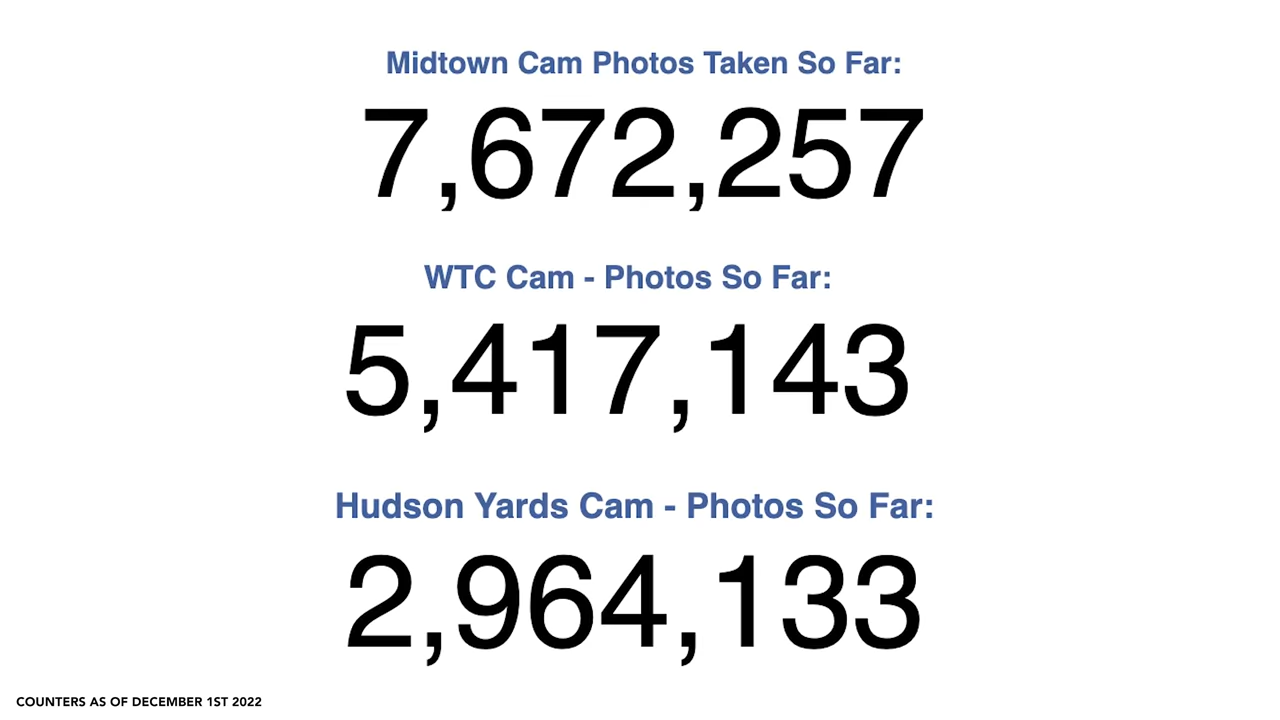 Midtown Cam Photos Taken So Far:
7,672,257
WTC Cam - Photos So Far:
5,417,143
Hudson Yards Cam - Photos So Far:
2,964,133
COUNTERS AS OF DECEMBER 1ST 2022